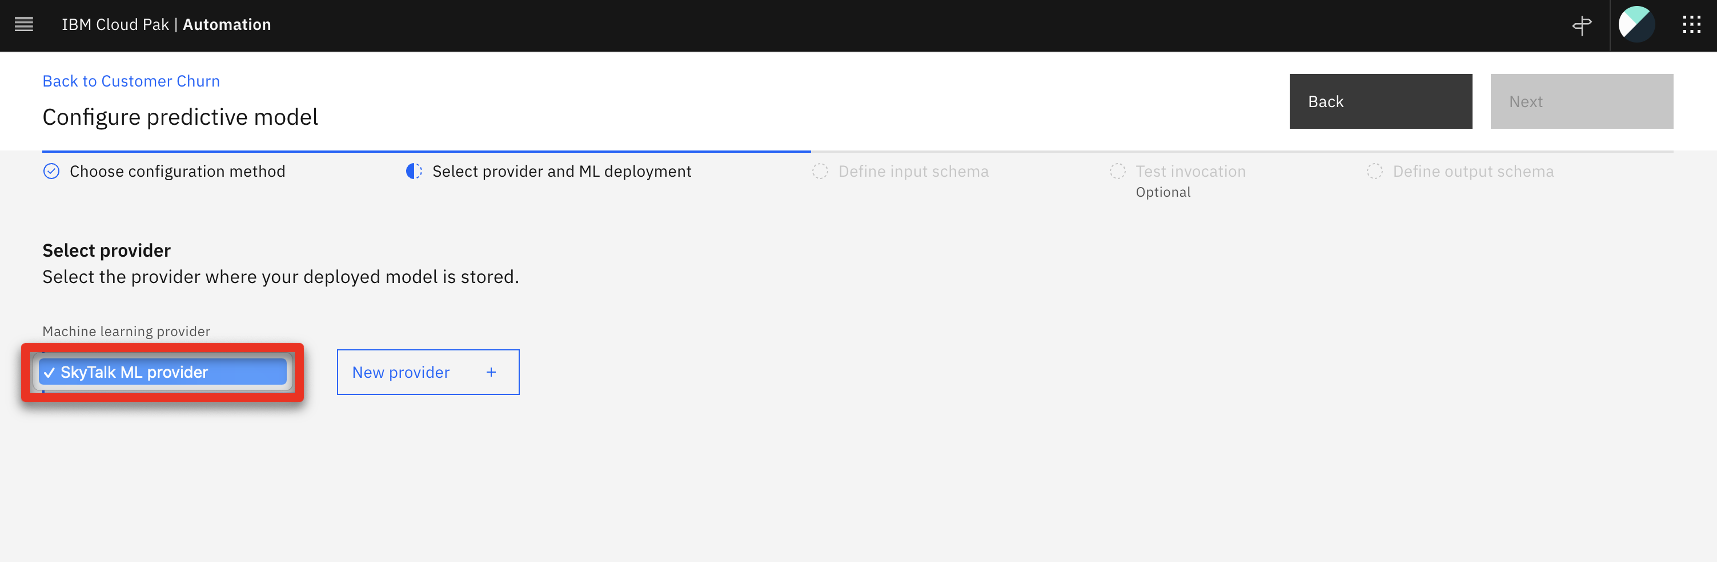 IBM Cloud Pak | Automation
Back to Customer Churn
Configure predictive model
Back
Next
Choose configuration method
Select provider and ML deployment
Define input schema
Test invocation
Optional
Define output schema
Select provider
Select the provider where your deployed model is stored.
Machine learning provider
✓ SkyTalk ML provider
New provider +